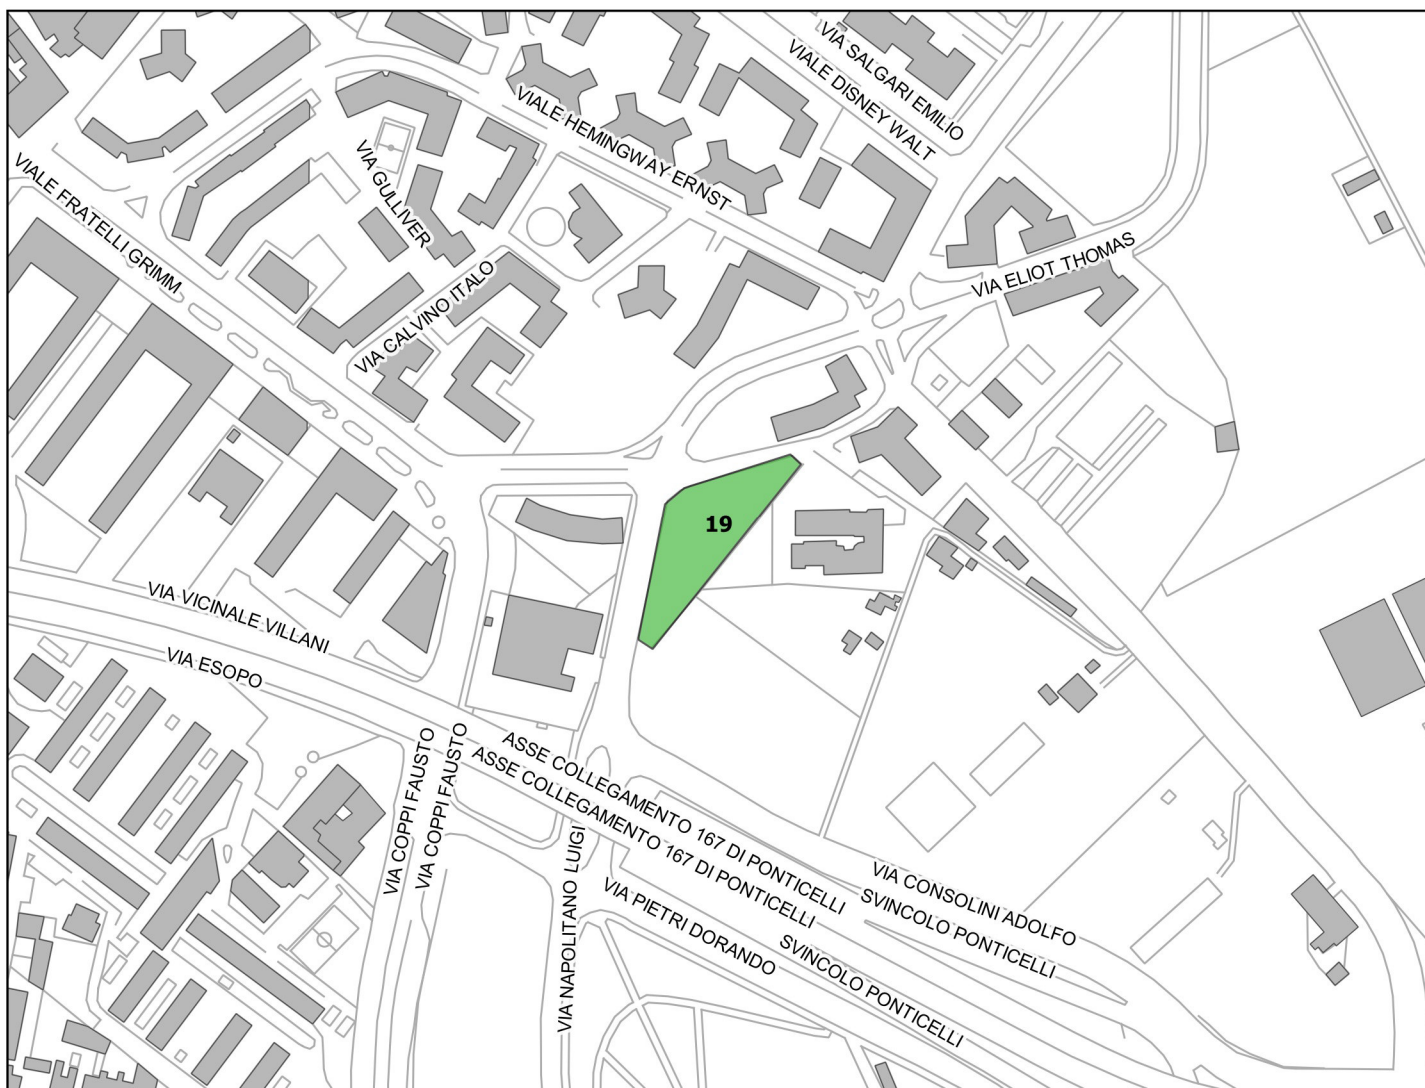 VIA SALGARI EMILIO
VIALE DISNEY WALT
VIALE HEMINGWAY ERNST
VIA GULLIVER
VIALE FRATELLI GRIMM
VIA ELIOT THOMAS
VIA CALVINO ITALO
19
VIA VICINALE VILLANI
VIA ESOPO
VIA COPPI FAUSTO
VIA COPPI FAUSTO
ASSE COLLEGAMENTO 167 DI PONTICELLI
ASSE COLLEGAMENTO 167 DI PONTICELLI
VIA NAPOLITANO LUIGI
VIA CONSOLINI ADOLFO
SVINCOLO PONTICELLI
VIA PIETRI DORANDO
SVINCOLO PONTICELLI